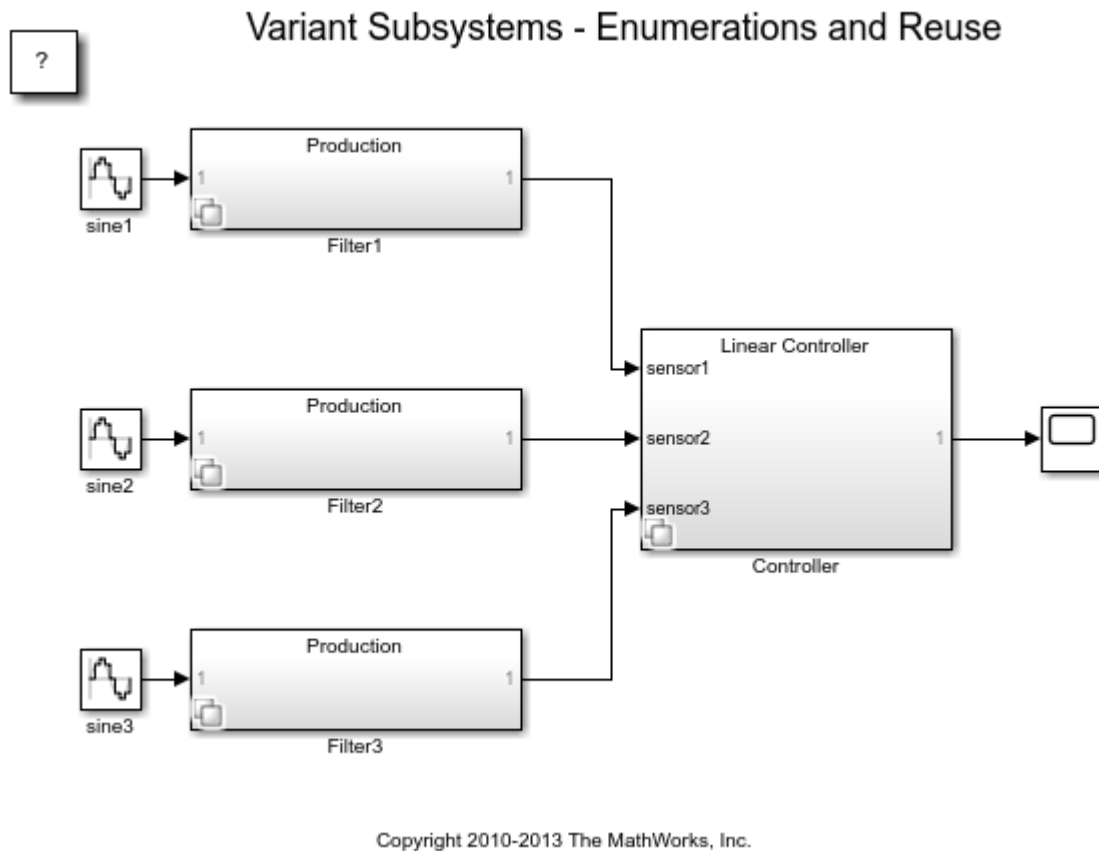 Variant Subsystems - Enumerations and Reuse
?
Production
1 1
sine1
Filter1
Linear Controller
sensor1
Production
1 1
sensor2 1
sine2
Filter2
sensor3
Controller
Production
1 1
sine3
Filter3
Copyright 2010-2013 The MathWorks, Inc.